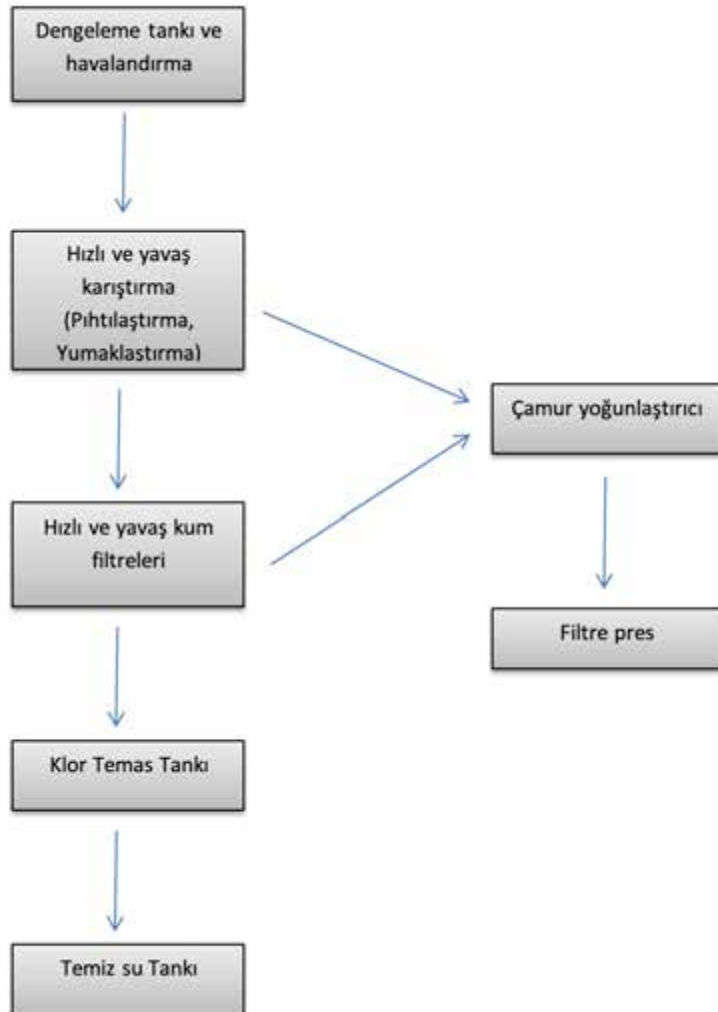 Dengeleme tankı ve
havalandırma
Hızlı ve yavaş
karıştırma
(Pıhtılaştırma,
Yumaklaştırma)
Çamur yoğunlaştırıcı
Hızlı ve yavaş kum
filtreleri
Filtre pres
Klor Temas Tankı
Temiz su Tankı